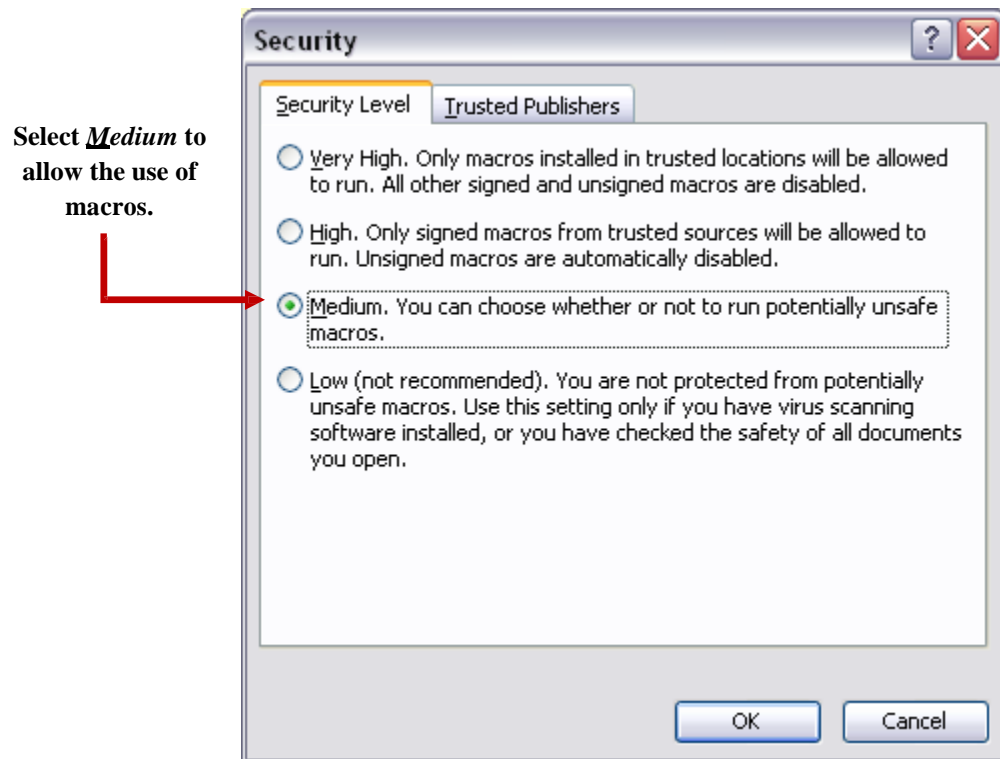 Security
Security Level
Trusted Publishers
Select Medium to
allow the use of
macros.
Very High. Only macros installed in trusted locations will be allowed
to run. All other signed and unsigned macros are disabled.
High. Only signed macros from trusted sources will be allowed to
run. Unsigned macros are automatically disabled.
Medium. You can choose whether or not to run potentially unsafe
macros.
Low (not recommended). You are not protected from potentially
unsafe macros. Use this setting only if you have virus scanning
software installed, or you have checked the safety of all documents
you open.
OK
Cancel